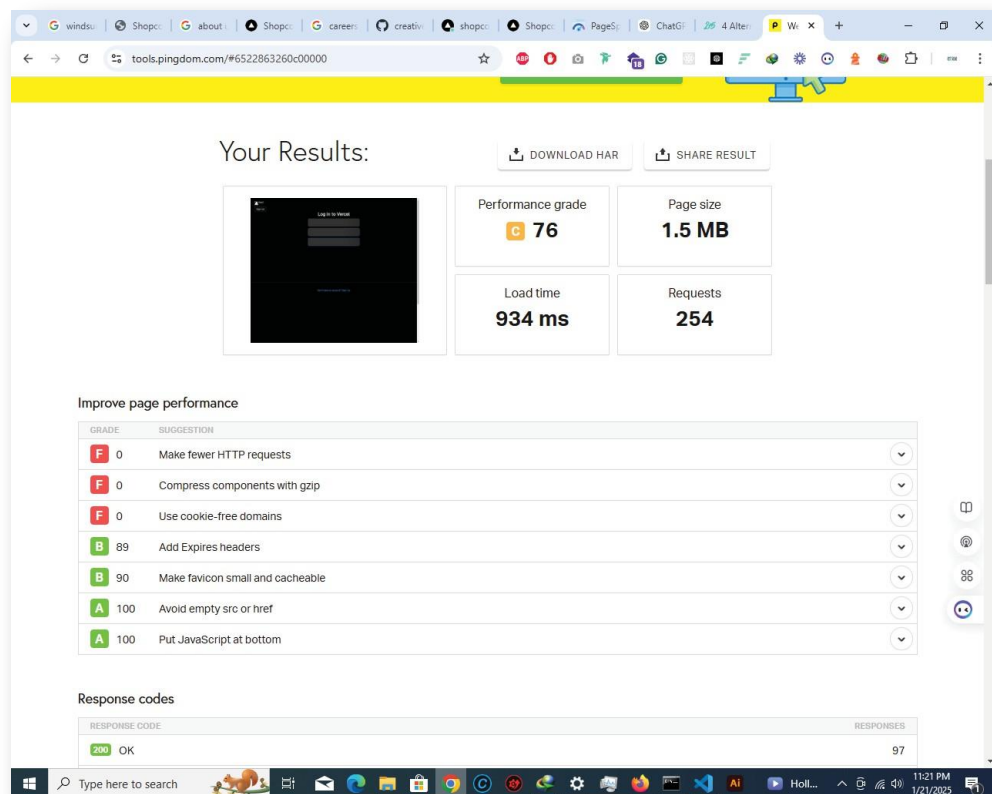 windsu
Shopco
about u
Shopco
careers
creative
shopco
Shopco
PageSp
ChatGP
4 Alter
We
tools.pingdom.com/#6522863260c00000
ABP
18
Your Results:
DOWNLOAD HAR
SHARE RESULT
Log in to Vercel
Performance grade
C 76
Page size
1.5 MB
Load time
934 ms
Requests
254
Improve page performance
GRADE SUGGESTION
F 0 Make fewer HTTP requests
F 0 Compress components with gzip
F 0 Use cookie-free domains
B 89 Add Expires headers
B 90 Make favicon small and cacheable
A 100 Avoid empty src or href
A 100 Put JavaScript at bottom
Response codes
RESPONSE CODE RESPONSES
200 OK 97
Type here to search
Ai
Holl...
11:21 PM
1/21/2025